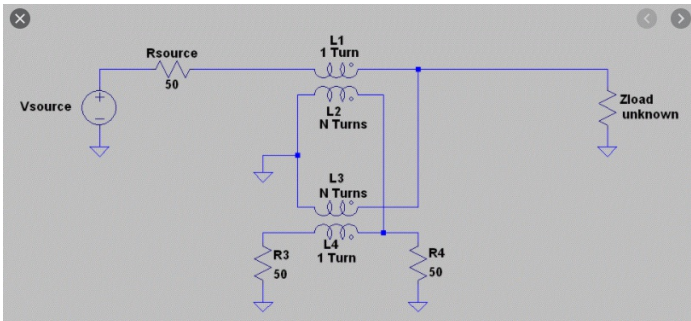 L1
1 Turn
Rsource
50
Vsource
L2
N Turns
Zload
unknown
L3
N Turns
L4
1 Turn
R3
50
R4
50